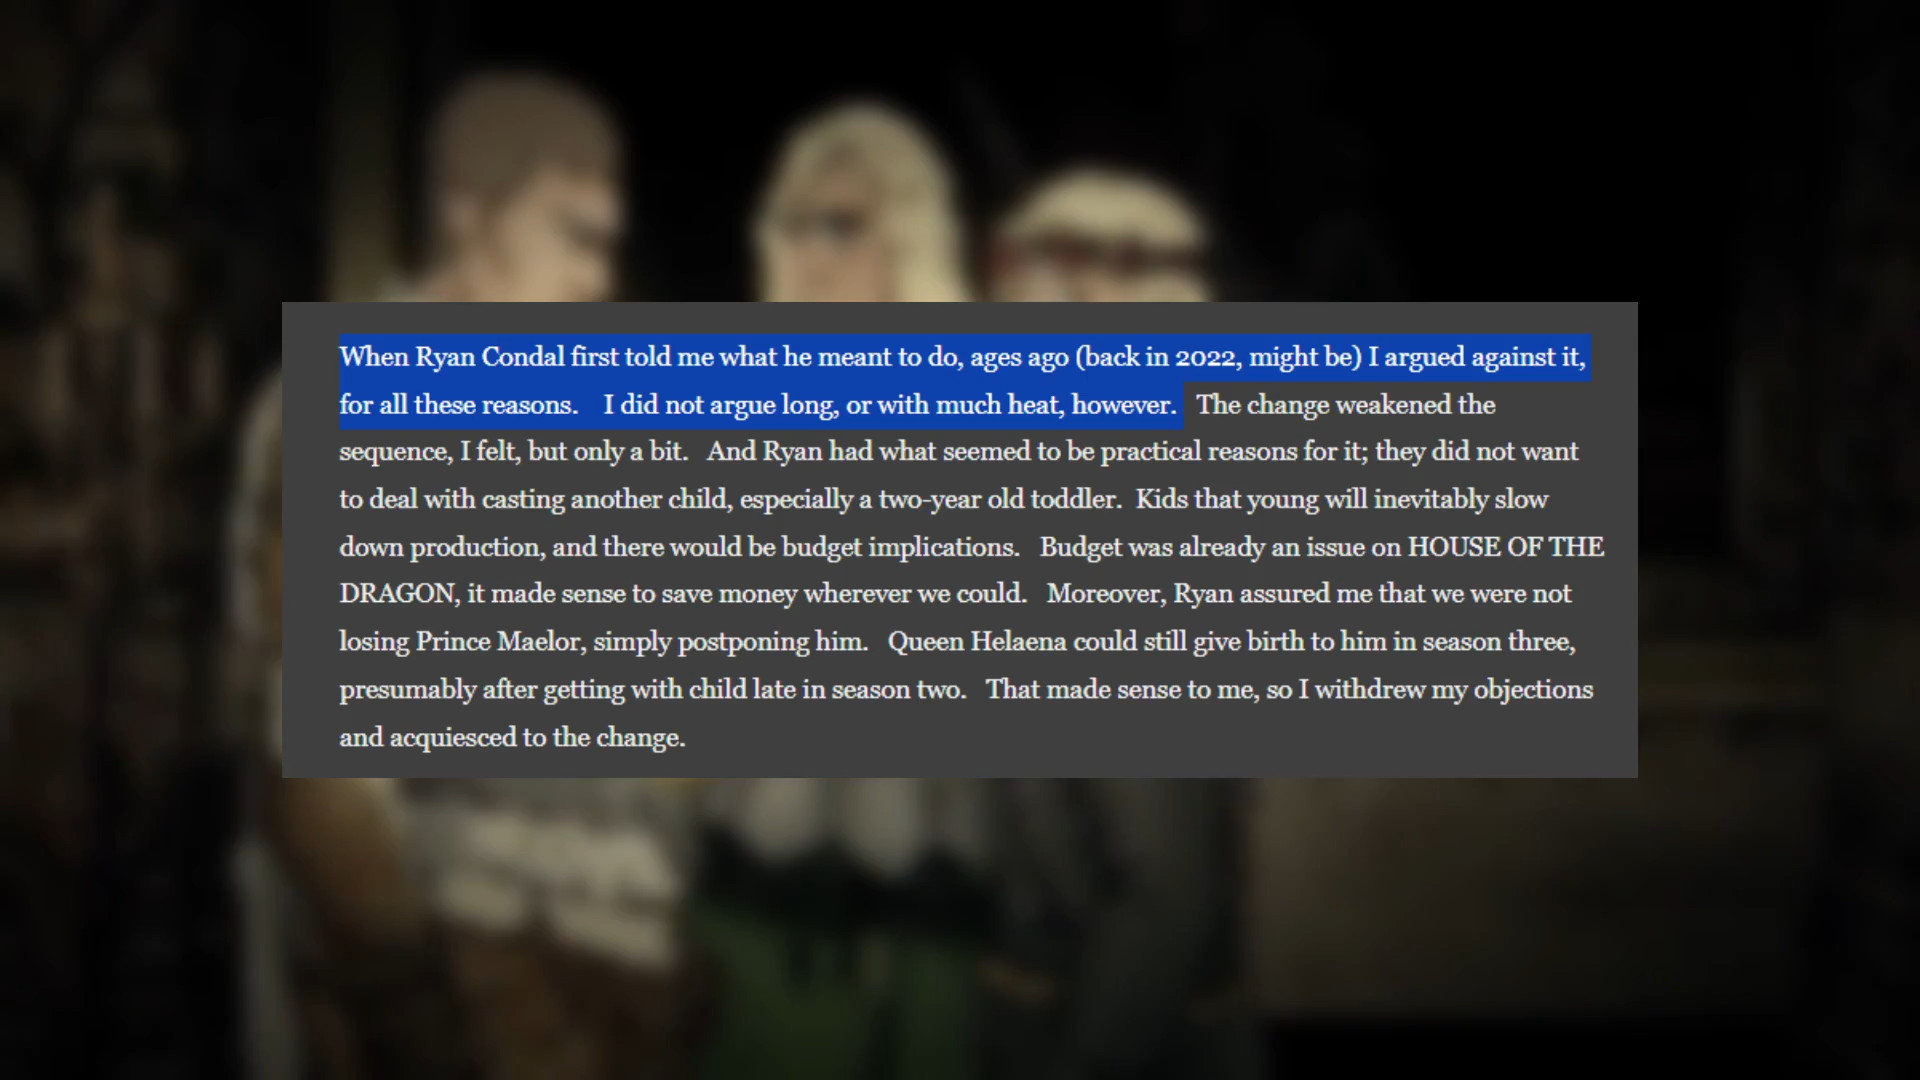 When Ryan Condal first told me what he meant to do, ages ago (back in 2022, might be) I argued against it,
for all these reasons.    I did not argue long, or with much heat, however.   The change weakened the
sequence, I felt, but only a bit.   And Ryan had what seemed to be practical reasons for it; they did not want
to deal with casting another child, especially a two-year old toddler.  Kids that young will inevitably slow
down production, and there would be budget implications.   Budget was already an issue on HOUSE OF THE
DRAGON, it made sense to save money wherever we could.   Moreover, Ryan assured me that we were not
losing Prince Maelor, simply postponing him.   Queen Helaena could still give birth to him in season three,
presumably after getting with child late in season two.   That made sense to me, so I withdrew my objections
and acquiesced to the change.